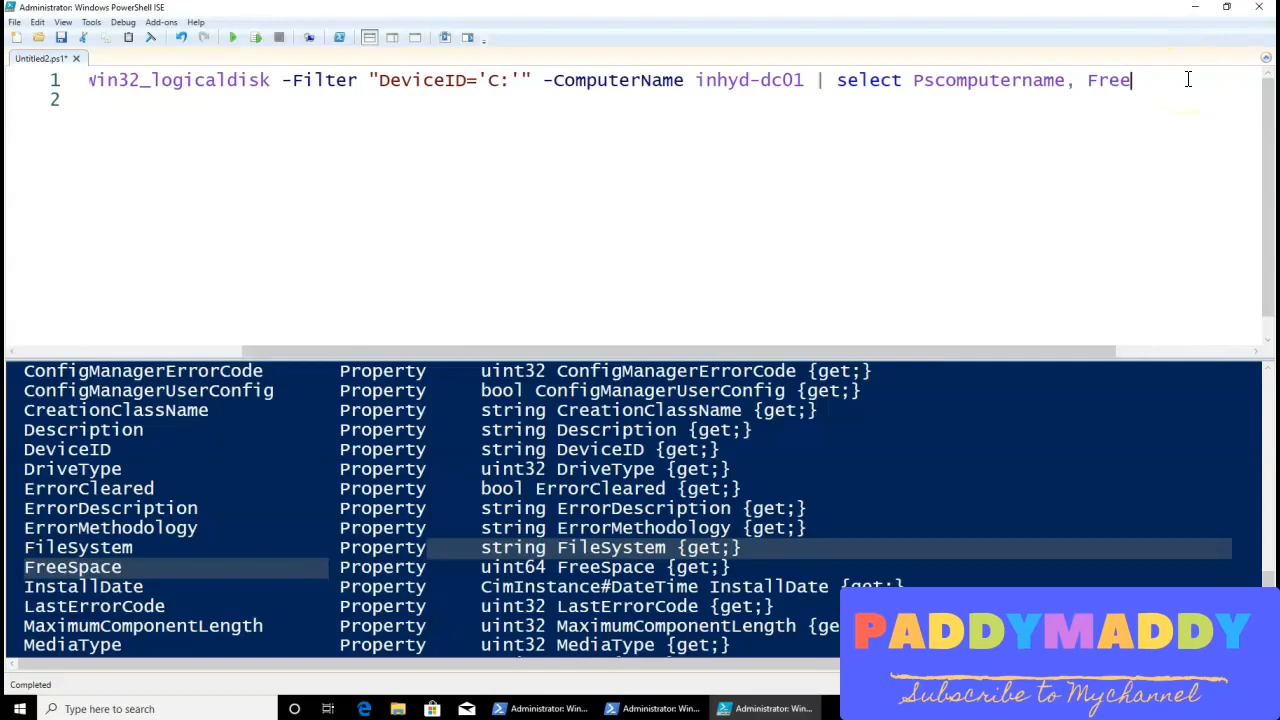 Administrator: Windows PowerShell ISE
File Edit View Tools Debug Add-ons Help
Untitled2.ps1*
1 Win32_logicaldisk -Filter "DeviceID='C:'" -ComputerName inhyd-dc01 | select Pscomputername, Free
2
ConfigManagerErrorCode Property uint32 ConfigManagerErrorCode {get;}
ConfigManagerUserConfig Property bool ConfigManagerUserConfig {get;}
CreationClassName Property string CreationClassName {get;}
Description Property string Description {get;}
DeviceID Property string DeviceID {get;}
DriveType Property uint32 DriveType {get;}
ErrorCleared Property bool ErrorCleared {get;}
ErrorDescription Property string ErrorDescription {get;}
ErrorMethodology Property string ErrorMethodology {get;}
FileSystem Property string FileSystem {get;}
FreeSpace Property uint64 FreeSpace {get;}
InstallDate Property CimInstance#DateTime InstallDate {get;}
LastErrorCode Property uint32 LastErrorCode {get;}
MaximumComponentLength Property uint32 MaximumComponentLength {ge
MediaType Property uint32 MediaType {get;}
PADDYMADDY
Subscribe to Mychannel
Completed
Type here to search
Administrator: Win... Administrator: Win... Administrator: Win...